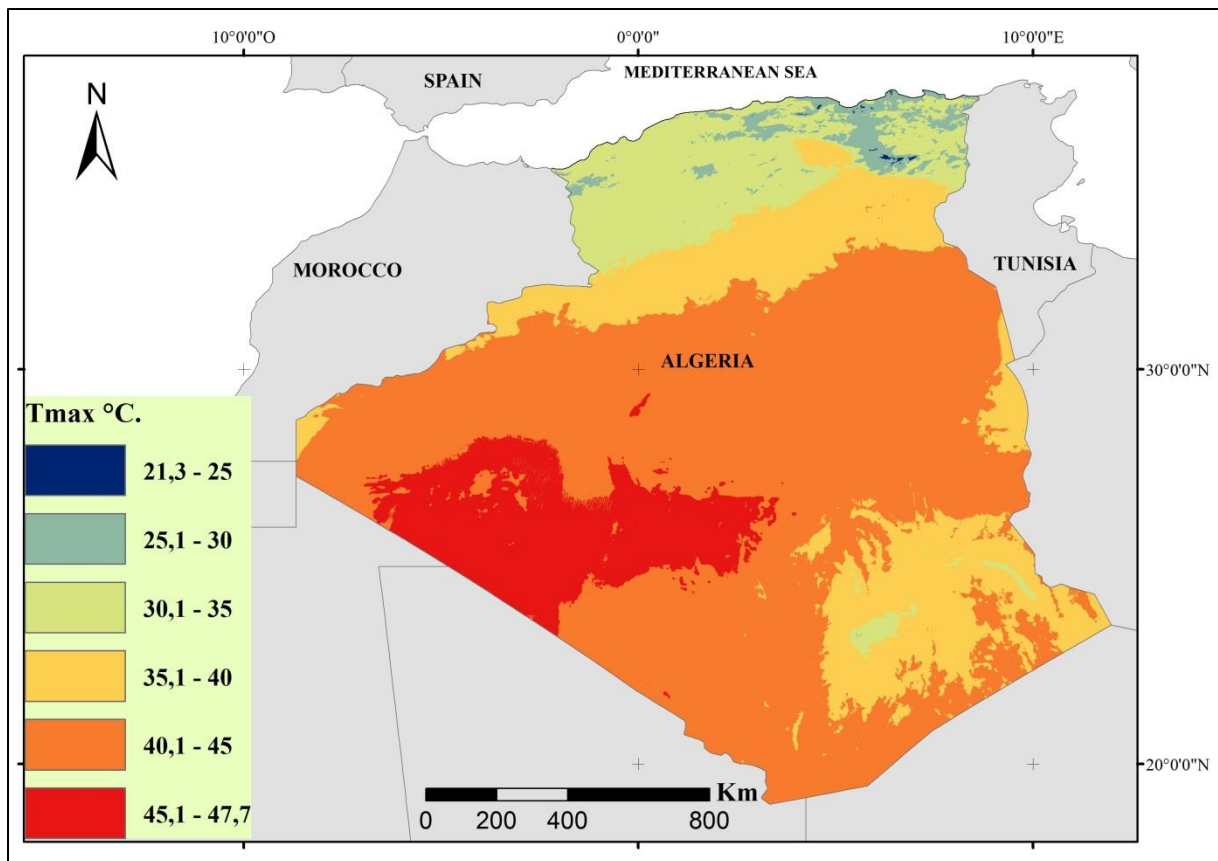 10°0'0"O 0°0'0" 10°0'0"E
MEDITERRANEAN SEA
SPAIN
N
MOROCCO
TUNISIA
ALGERIA
30°0'0"N
Tmax °C.
21,3 - 25
25,1 - 30
30,1 - 35
35,1 - 40
40,1 - 45
45,1 - 47,7
20°0'0"N
Km
0 200 400 800